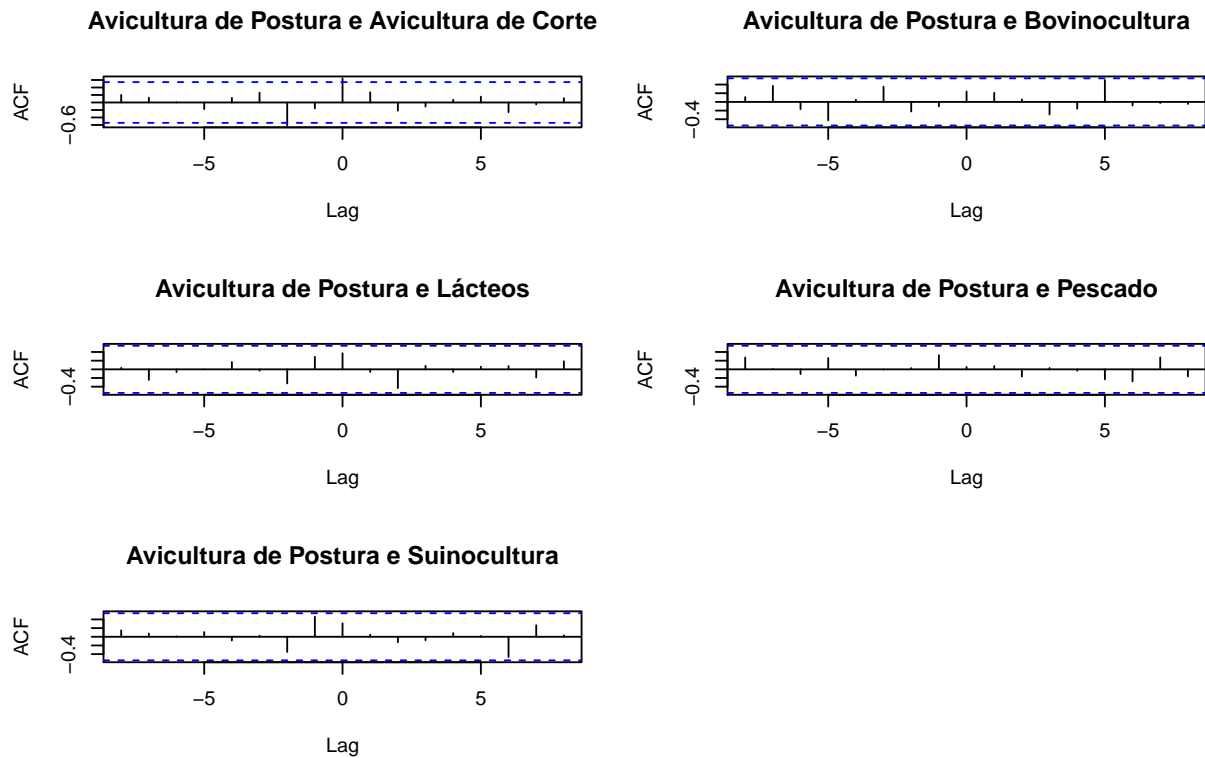 Avicultura de Postura e Avicultura de Corte
ACF
−0.6
−5 0 5
Lag
Avicultura de Postura e Bovinocultura
ACF
−0.4
−5 0 5
Lag
Avicultura de Postura e Lácteos
ACF
−0.4
−5 0 5
Lag
Avicultura de Postura e Pescado
ACF
−0.4
−5 0 5
Lag
Avicultura de Postura e Suinocultura
ACF
−0.4
−5 0 5
Lag